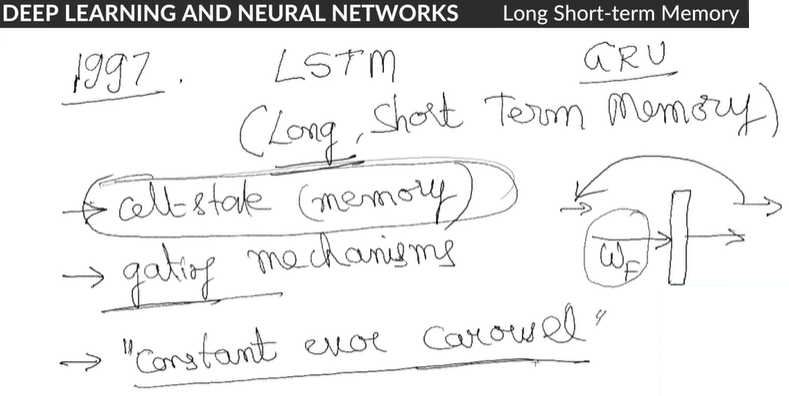 DEEP LEARNING AND NEURAL NETWORKS Long Short-term Memory
1997. LSTM GRU
(Long, Short Term Memory)
→ cell-state (memory)
→ gating mechanisms
W_F
→ "Constant error carousel"